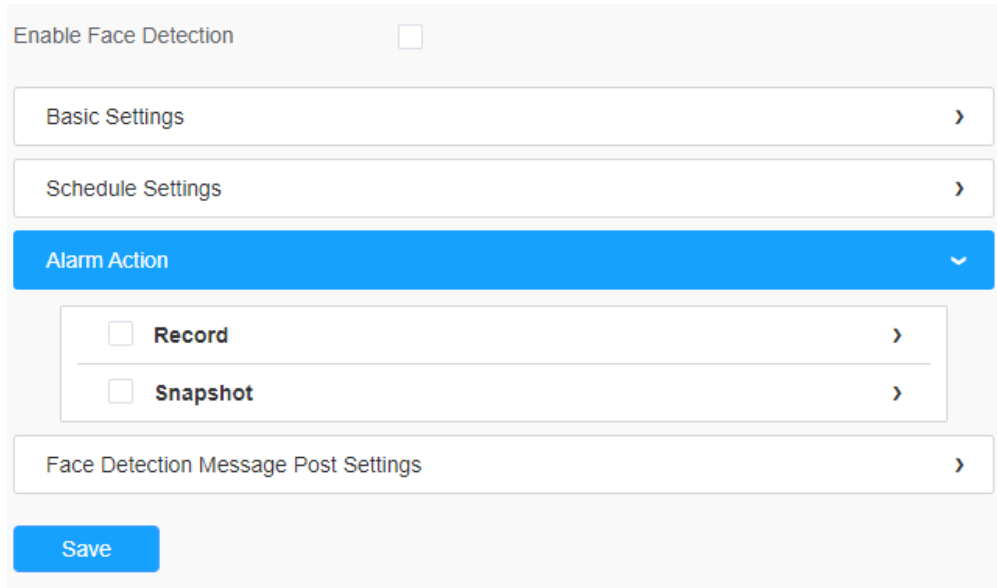 Enable Face Detection
Basic Settings
Schedule Settings
Alarm Action
Record
Snapshot
Face Detection Message Post Settings
Save